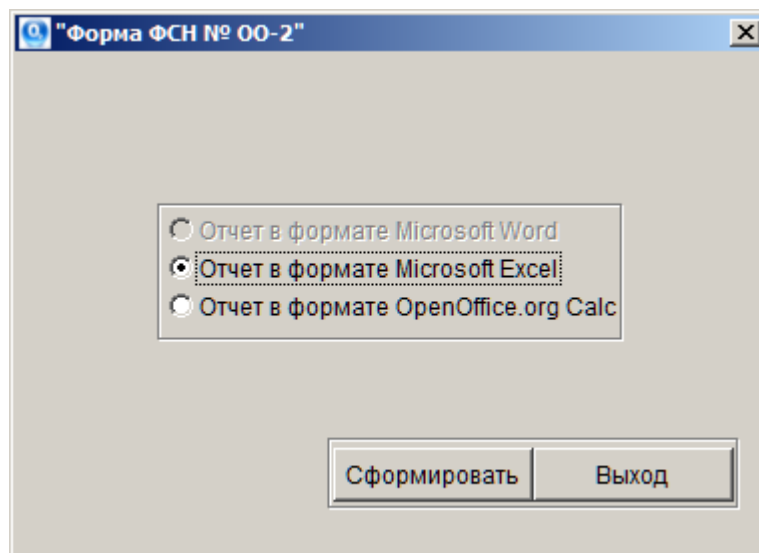 "Форма ФСН № ОО-2"
Отчет в формате Microsoft Word
Отчет в формате Microsoft Excel
Отчет в формате OpenOffice.org Calc
Сформировать
Выход